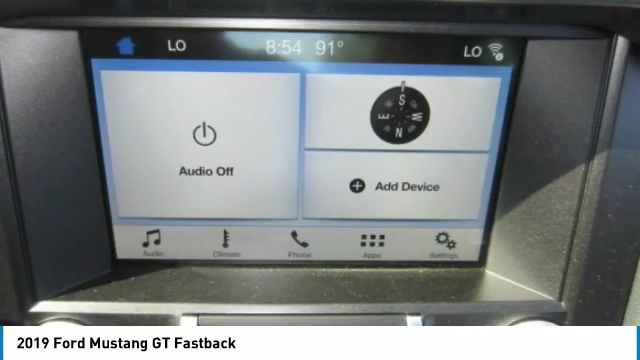 LO 8:54 91° LO
Audio Off
S
E W
N
Add Device
Audio Climate Phone Apps Settings
2019 Ford Mustang GT Fastback